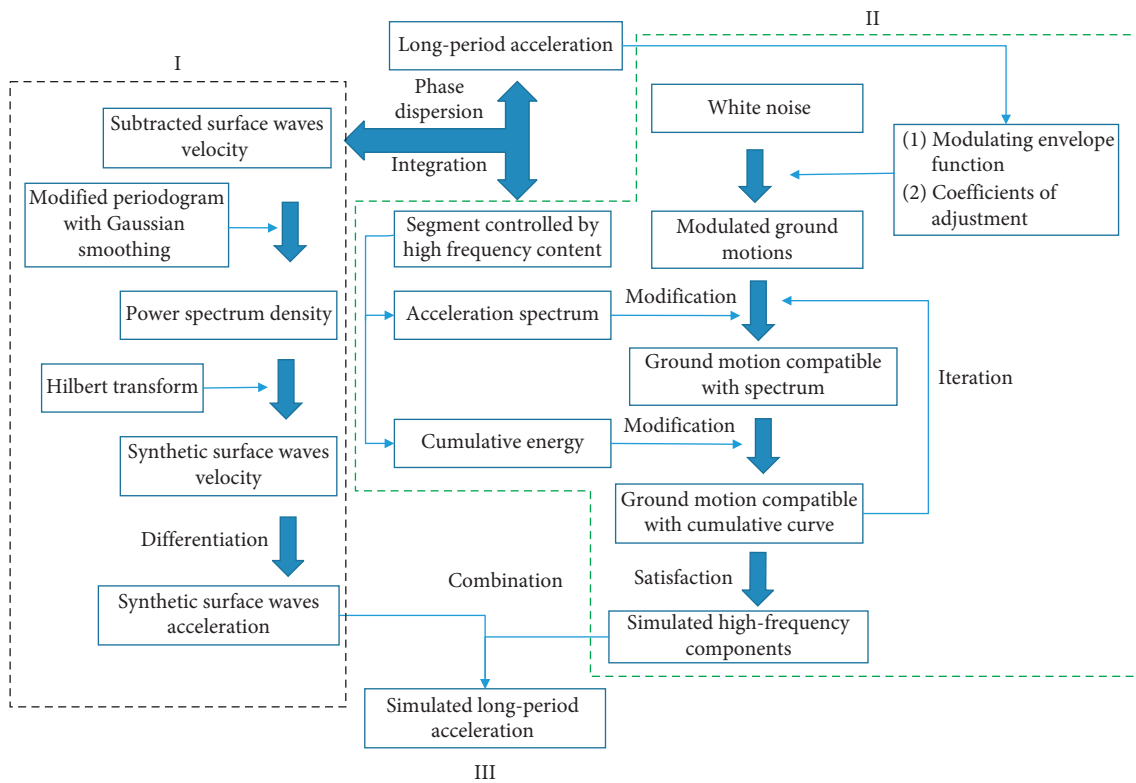 II
Long-period acceleration
I
Phase
dispersion
Integration
Subtracted surface waves
velocity
Modified periodogram
with Gaussian
smoothing
Power spectrum density
Hilbert transform
Synthetic surface waves
velocity
Differentiation
Synthetic surface waves
acceleration
White noise
(1) Modulating envelope
function
(2) Coefficients of
adjustment
Modulated ground
motions
Segment controlled by
high frequency content
Acceleration spectrum
Modification
Ground motion compatible
with spectrum
Iteration
Cumulative energy
Modification
Ground motion compatible
with cumulative curve
Satisfaction
Simulated high-frequency
components
Combination
Simulated long-period
acceleration
III